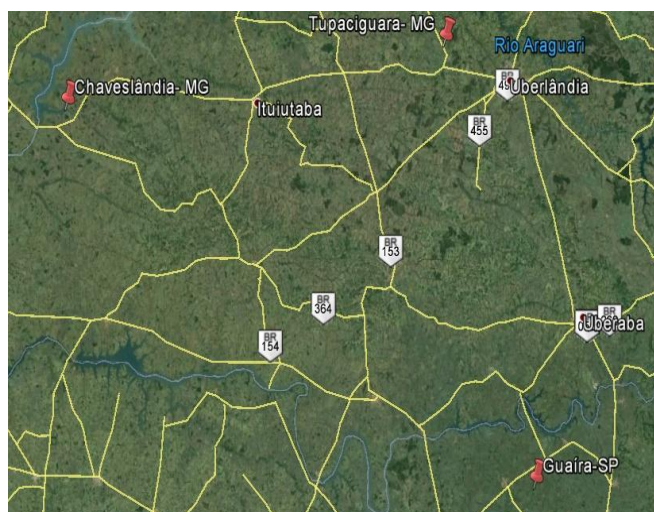 Tupaciguara- MG
Rio Araguari
Chaveslândia- MG
BR
Uberlândia
Ituiutaba
BR
455
BR
153
BR
364
Uberaba
BR
154
Guaíra-SP